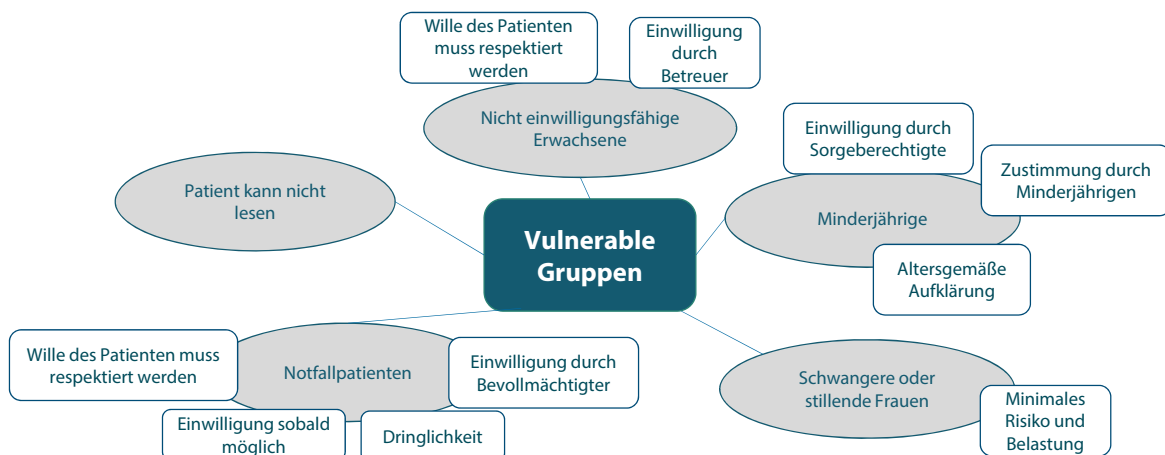 Wille des Patienten
muss respektiert
werden
Einwilligung
durch
Betreuer
Nicht einwilligungsfähige
Erwachsene
Einwilligung durch
Sorgeberechtigte
Zustimmung durch
Minderjährigen
Patient kann nicht
lesen
Minderjährige
Vulnerable
Gruppen
Altersgemäße
Aufklärung
Wille des Patienten muss
respektiert werden
Notfallpatienten
Einwilligung durch
Bevollmächtigter
Einwilligung sobald
möglich
Dringlichkeit
Schwangere oder
stillende Frauen
Minimales
Risiko und
Belastung